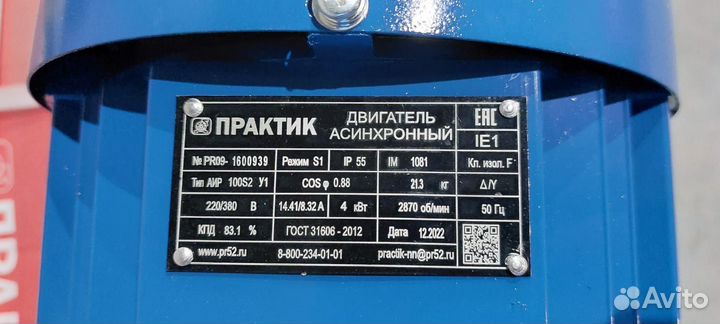 ПРАКТИК
ДВИГАТЕЛЬ
АСИНХРОННЫЙ
EAC
IE1
№ PR09- 1600939 Режим S1 IP 55 IM 1081 Кл. изол. F
Тип АИР 100S2 У1 COS φ 0.88 21.3 кг Δ/Y
220/380 В 14.41/8.32 А 4 кВт 2870 об/мин 50 Гц
КПД 83.1 % ГОСТ 31606 - 2012 Дата 12.2022
www.pr52.ru 8-800-234-01-01 practik-nn@pr52.ru
Avito